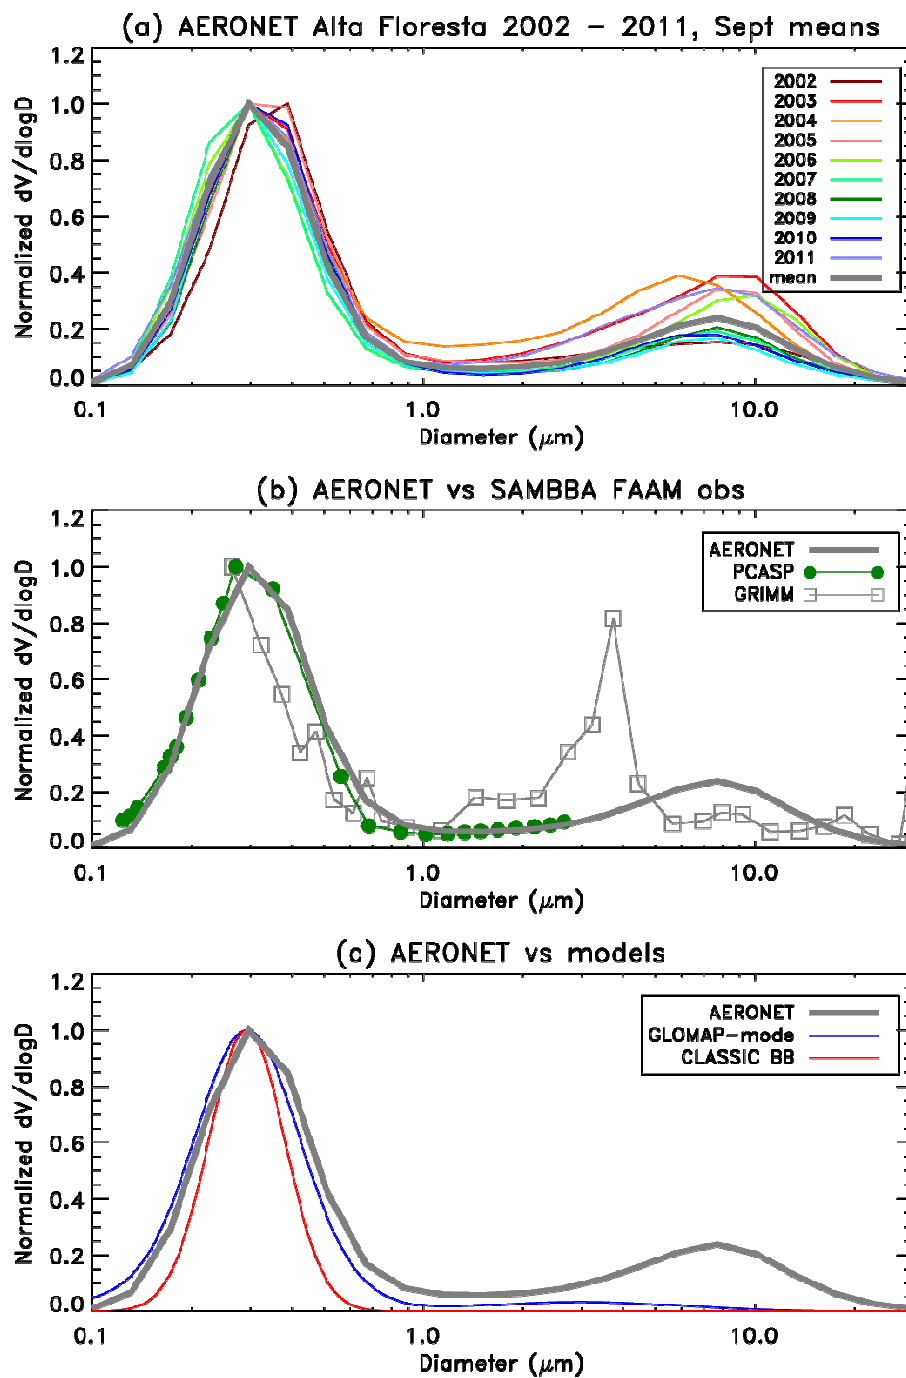 (a) AERONET Alta Floresta 2002 – 2011, Sept means
Normalized dV/dlogD
1.2
1.0
0.8
0.6
0.4
0.2
0.0
2002
2003
2004
2005
2006
2007
2008
2009
2010
2011
mean
0.1 1.0 10.0
Diameter (μm)
(b) AERONET vs SAMBBA FAAM obs
Normalized dV/dlogD
1.2
1.0
0.8
0.6
0.4
0.2
0.0
AERONET
PCASP
GRIMM
0.1 1.0 10.0
Diameter (μm)
(c) AERONET vs models
Normalized dV/dlogD
1.2
1.0
0.8
0.6
0.4
0.2
0.0
AERONET
GLOMAP–mode
CLASSIC BB
0.1 1.0 10.0
Diameter (μm)